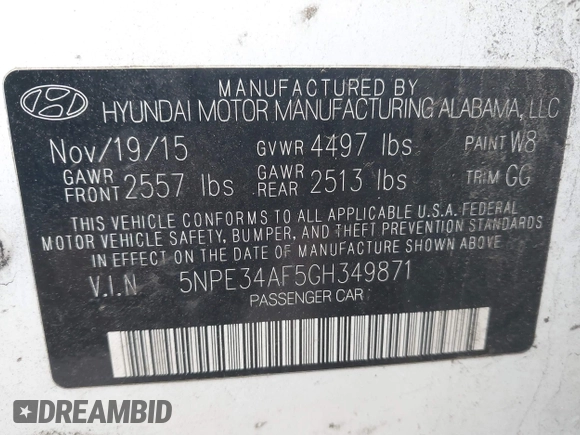 MANUFACTURED BY
HYUNDAI MOTOR MANUFACTURING ALABAMA, LLC
Nov/19/15 GVWR 4497 lbs PAINT W8
GAWR FRONT 2557 lbs GAWR REAR 2513 lbs TRIM GG
THIS VEHICLE CONFORMS TO ALL APPLICABLE U.S.A. FEDERAL
MOTOR VEHICLE SAFETY, BUMPER, AND THEFT PREVENTION STANDARDS
IN EFFECT ON THE DATE OF MANUFACTURE SHOWN ABOVE.
V.I.N 5NPE34AF5GH349871
PASSENGER CAR
DREAMBID